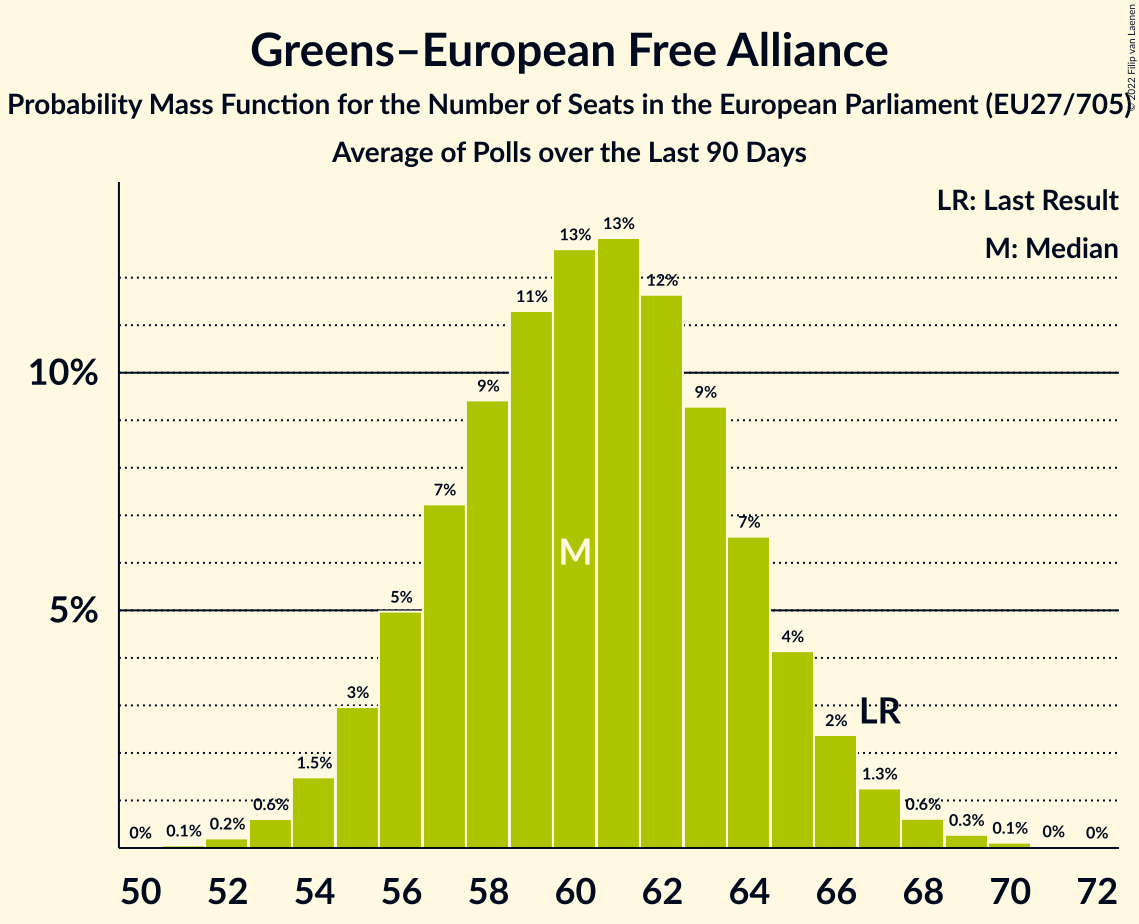 Greens–European Free Alliance
Probability Mass Function for the Number of Seats in the European Parliament (EU27/705)
Average of Polls over the Last 90 Days
© 2022 Filip van Laenen
LR: Last Result
M: Median
10%
5%
0%
0.1%
0.2%
0.6%
1.5%
3%
5%
7%
9%
11%
13%
13%
12%
9%
7%
4%
2%
1.3%
0.6%
0.3%
0.1%
0%
0%
M
LR
50 52 54 56 58 60 62 64 66 68 70 72